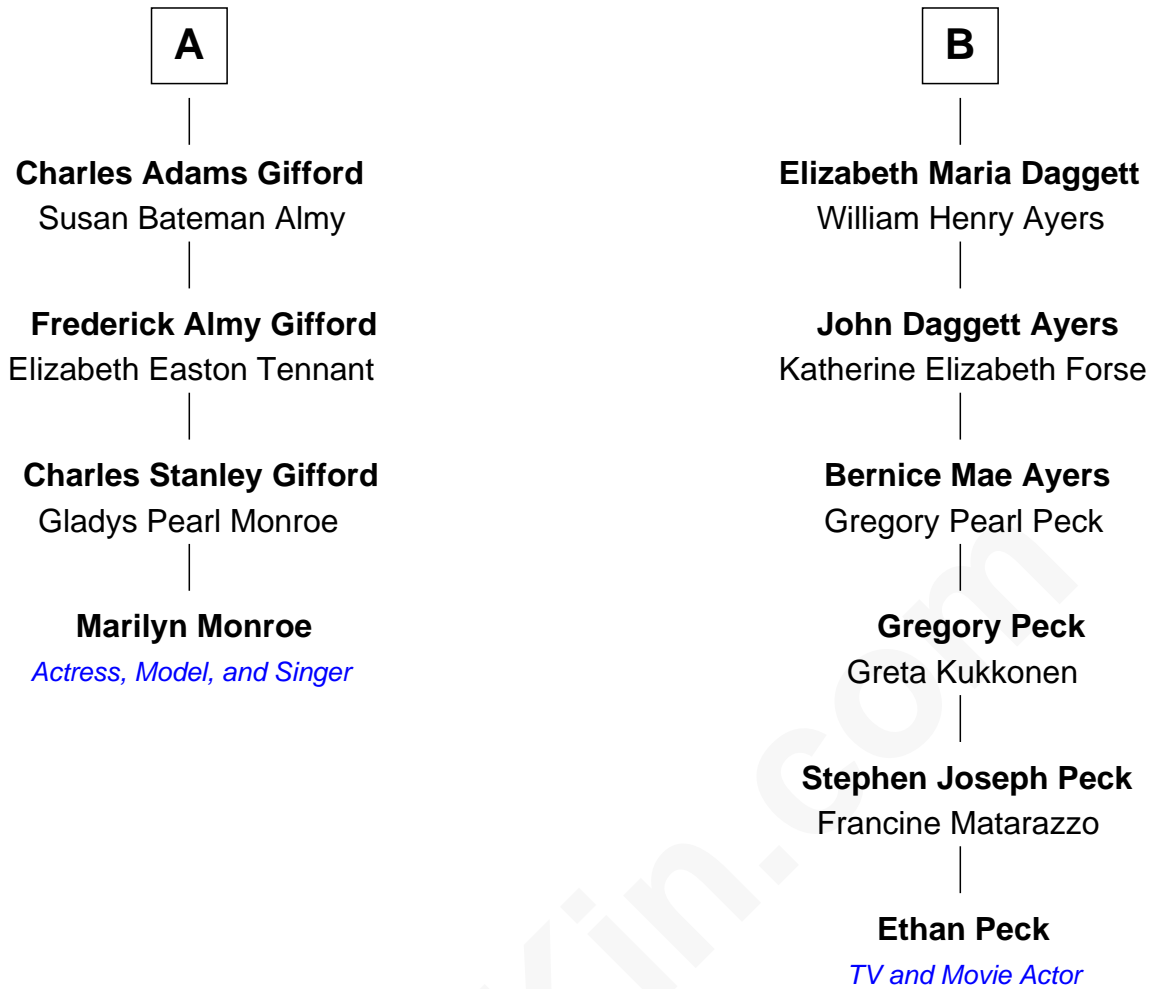 A
Charles Adams Gifford
Susan Bateman Almy
Frederick Almy Gifford
Elizabeth Easton Tennant
Charles Stanley Gifford
Gladys Pearl Monroe
Marilyn Monroe
Actress, Model, and Singer
B
Elizabeth Maria Daggett
William Henry Ayers
John Daggett Ayers
Katherine Elizabeth Forse
Bernice Mae Ayers
Gregory Pearl Peck
Gregory Peck
Greta Kukkonen
Stephen Joseph Peck
Francine Matarazzo
Ethan Peck
TV and Movie Actor
Kin.com